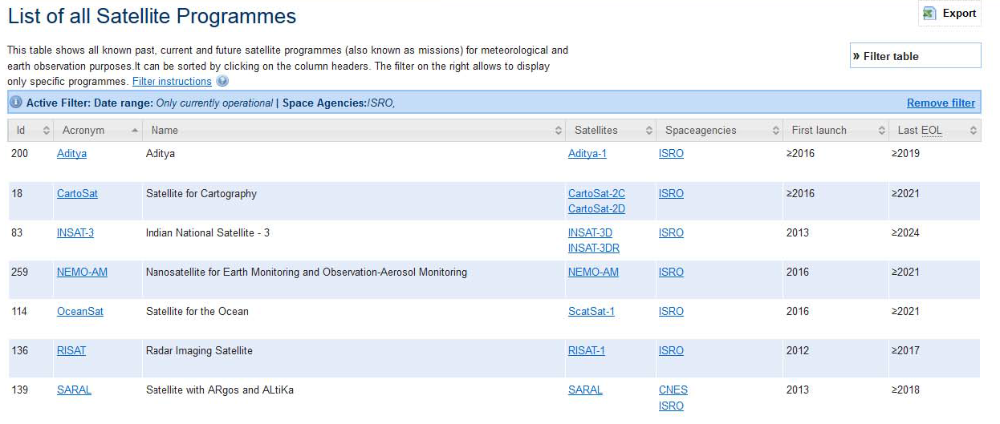 List of all Satellite Programmes
Export
This table shows all known past, current and future satellite programmes (also known as missions) for meteorological and
earth observation purposes.It can be sorted by clicking on the column headers. The filter on the right allows to display
only specific programmes. Filter instructions
» Filter table
Active Filter: Date range: Only currently operational | Space Agencies:ISRO,
Remove filter
Id Acronym Name Satellites Spaceagencies First launch Last EOL
200 Aditya Aditya Aditya-1 ISRO ≥2016 ≥2019
18 CartoSat Satellite for Cartography CartoSat-2C ISRO ≥2016 ≥2021
CartoSat-2D
83 INSAT-3 Indian National Satellite - 3 INSAT-3D ISRO 2013 ≥2024
INSAT-3DR
259 NEMO-AM Nanosatellite for Earth Monitoring and Observation-Aerosol Monitoring NEMO-AM ISRO 2016 ≥2021
114 OceanSat Satellite for the Ocean ScatSat-1 ISRO 2016 ≥2021
136 RISAT Radar Imaging Satellite RISAT-1 ISRO 2012 ≥2017
139 SARAL Satellite with ARgos and ALtiKa SARAL CNES 2013 ≥2018
ISRO